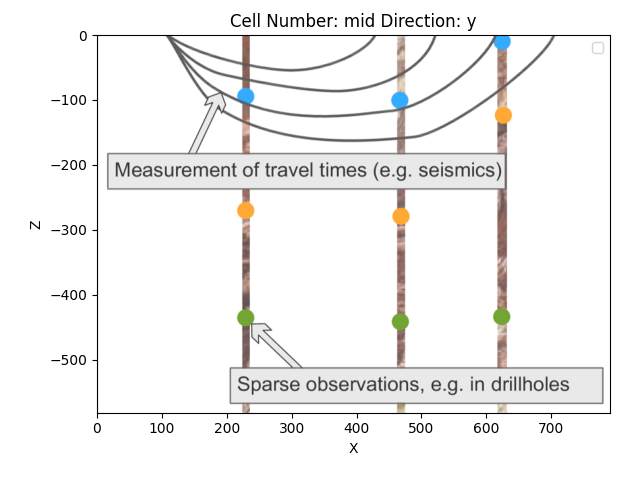 Cell Number: mid Direction: y
0
−100
−200
−300
−400
−500
Z
Measurement of travel times (e.g. seismics)
Sparse observations, e.g. in drillholes
0 100 200 300 400 500 600 700
X